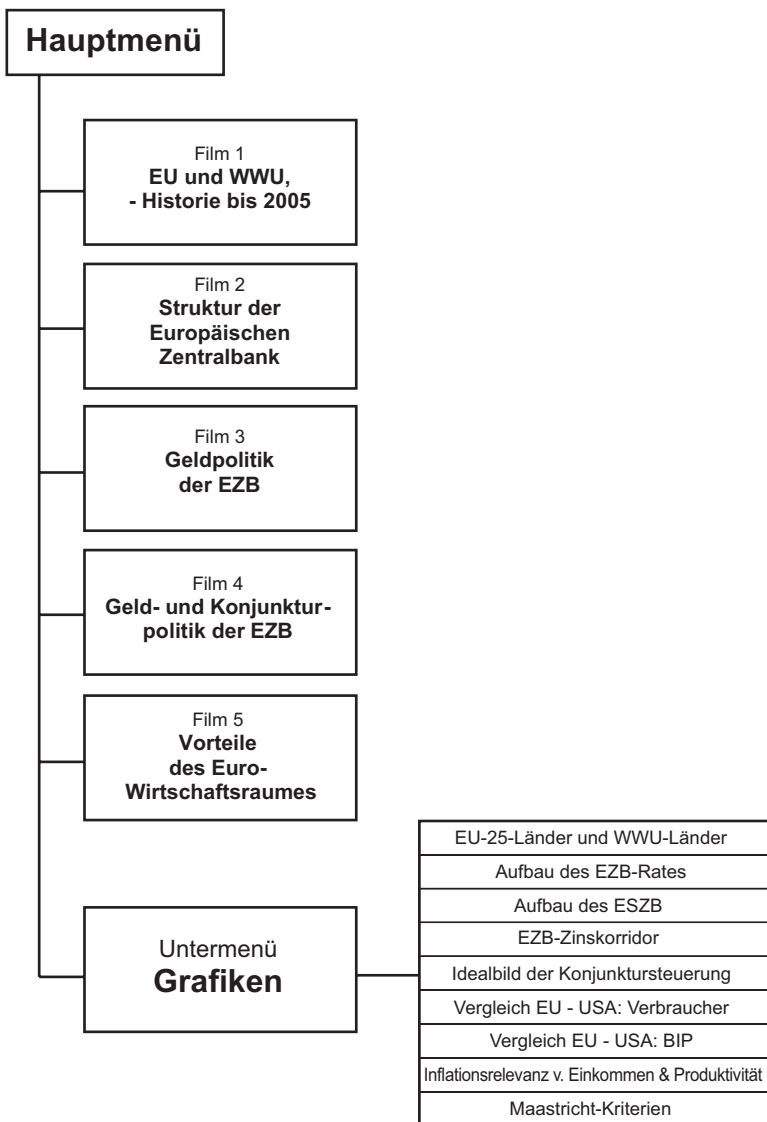 Hauptmenü
Film 1
EU und WWU,
- Historie bis 2005
Film 2
Struktur der
Europäischen
Zentralbank
Film 3
Geldpolitik
der EZB
Film 4
Geld- und Konjunktur-
politik der EZB
Film 5
Vorteile
des Euro-
Wirtschaftsraumes
Untermenü
Grafiken
EU-25-Länder und WWU-Länder
Aufbau des EZB-Rates
Aufbau des ESZB
EZB-Zinskorridor
Idealbild der Konjunktursteuerung
Vergleich EU - USA: Verbraucher
Vergleich EU - USA: BIP
Inflationsrelevanz v. Einkommen & Produktivität
Maastricht-Kriterien